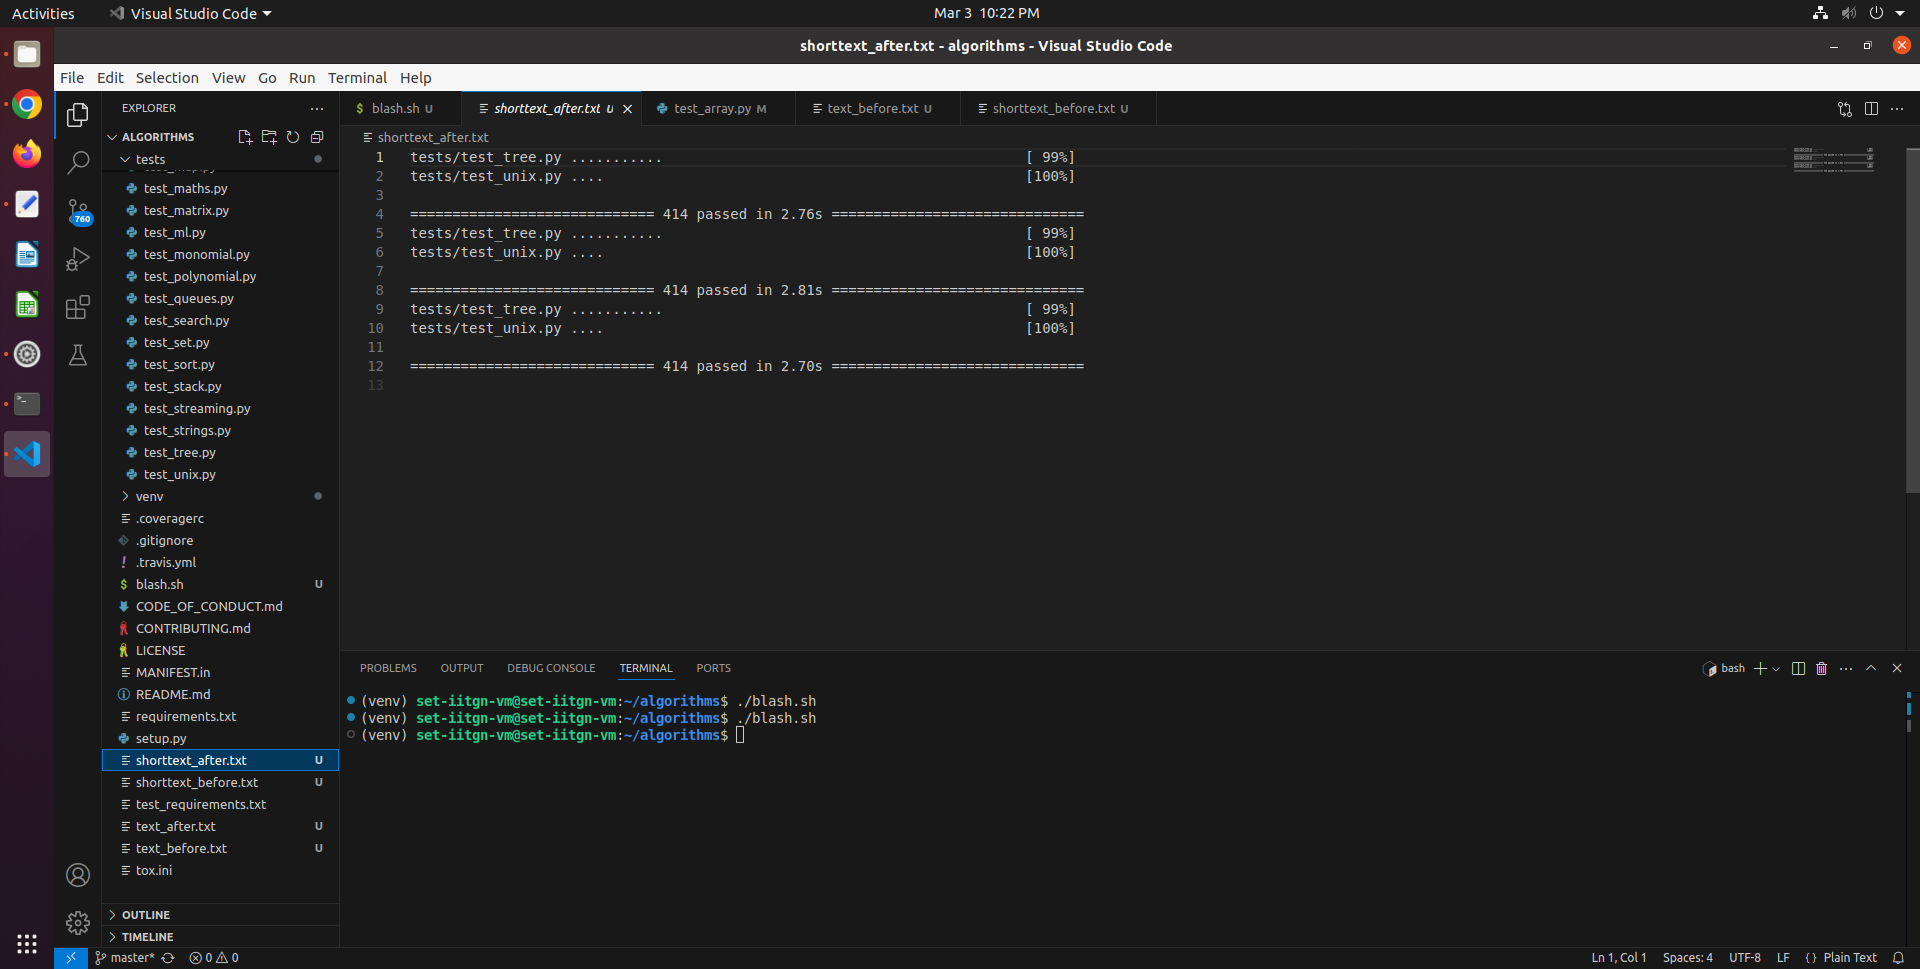 Activities
Visual Studio Code
Mar 3 10:22 PM
shorttext_after.txt - algorithms - Visual Studio Code
File Edit Selection View Go Run Terminal Help
EXPLORER
ALGORITHMS
tests
test_maths.py
test_matrix.py
test_ml.py
test_monomial.py
test_polynomial.py
test_queues.py
test_search.py
test_set.py
test_sort.py
test_stack.py
test_streaming.py
test_strings.py
test_tree.py
test_unix.py
venv
.coveragerc
.gitignore
.travis.yml
blash.sh U
CODE_OF_CONDUCT.md
CONTRIBUTING.md
LICENSE
MANIFEST.in
README.md
requirements.txt
setup.py
shorttext_after.txt U
shorttext_before.txt U
test_requirements.txt
text_after.txt U
text_before.txt U
tox.ini
OUTLINE
TIMELINE
760
blash.sh U
shorttext_after.txt U
test_array.py M
text_before.txt U
shorttext_before.txt U
shorttext_after.txt
1 tests/test_tree.py ........... [ 99%]
2 tests/test_unix.py .... [100%]
3
4 ============================= 414 passed in 2.76s ==============================
5 tests/test_tree.py ........... [ 99%]
6 tests/test_unix.py .... [100%]
7
8 ============================= 414 passed in 2.81s ==============================
9 tests/test_tree.py ........... [ 99%]
10 tests/test_unix.py .... [100%]
11
12 ============================= 414 passed in 2.70s ==============================
13
PROBLEMS OUTPUT DEBUG CONSOLE TERMINAL PORTS
bash
(venv) set-iitgn-vm@set-iitgn-vm:~/algorithms$ ./blash.sh
(venv) set-iitgn-vm@set-iitgn-vm:~/algorithms$ ./blash.sh
(venv) set-iitgn-vm@set-iitgn-vm:~/algorithms$
master* 0 0
Ln 1, Col 1 Spaces: 4 UTF-8 LF {} Plain Text